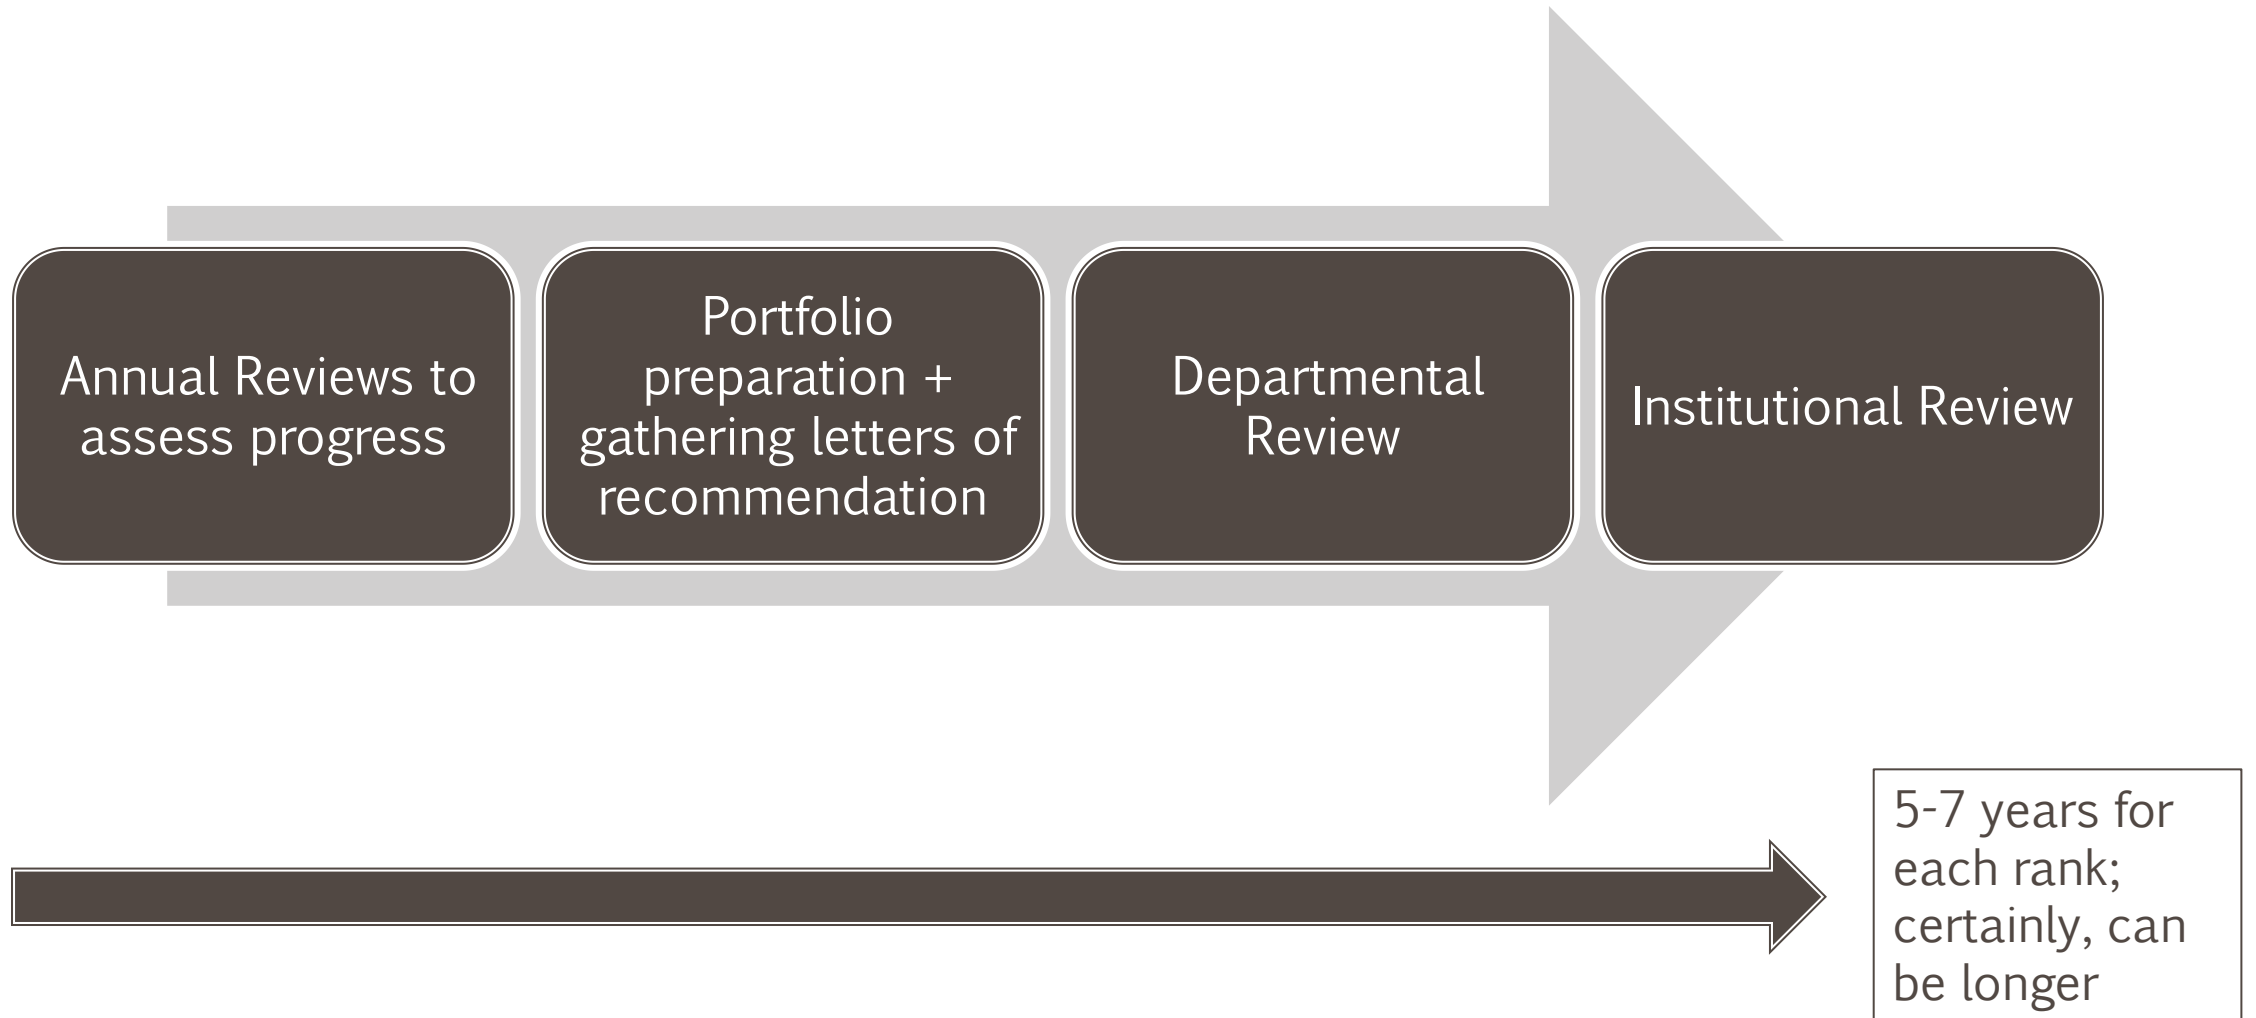 Annual Reviews to
assess progress
Portfolio
preparation +
gathering letters of
recommendation
Departmental
Review
Institutional Review
5-7 years for
each rank;
certainly, can
be longer